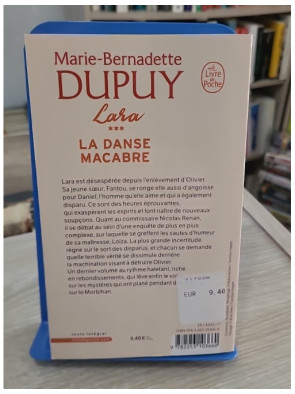 Marie-Bernadette
DUPUY
Le
Livre
de
Poche
Lara
***
LA DANSE
MACABRE
Lara est désespérée depuis l'enlèvement d'Olivier.
Sa jeune sœur, Fantou, se ronge elle aussi d'angoisse
pour Daniel, l'homme qu'elle aime et qui a également
disparu. Ce sont des heures éprouvantes,
qui exaspèrent les esprits et font naître de nouveaux
soupçons. Quant au commissaire Nicolas Renan,
il se débat au sein d'une enquête de plus en plus
complexe, sur laquelle se greffent les sautes d'humeur
de sa maîtresse, Loïza. La plus grande incertitude
règne sur le sort des disparus, et chacun se demande
quelle terrible vérité se dissimule derrière
la machination visant à détruire Olivier.
Un dernier volume au rythme haletant, riche
en rebondissements, qui lève enfin le
sur les mystères qui ont plané pendant d
sur le Morbihan.
EUR 9.40
texte intégral
9,40 €